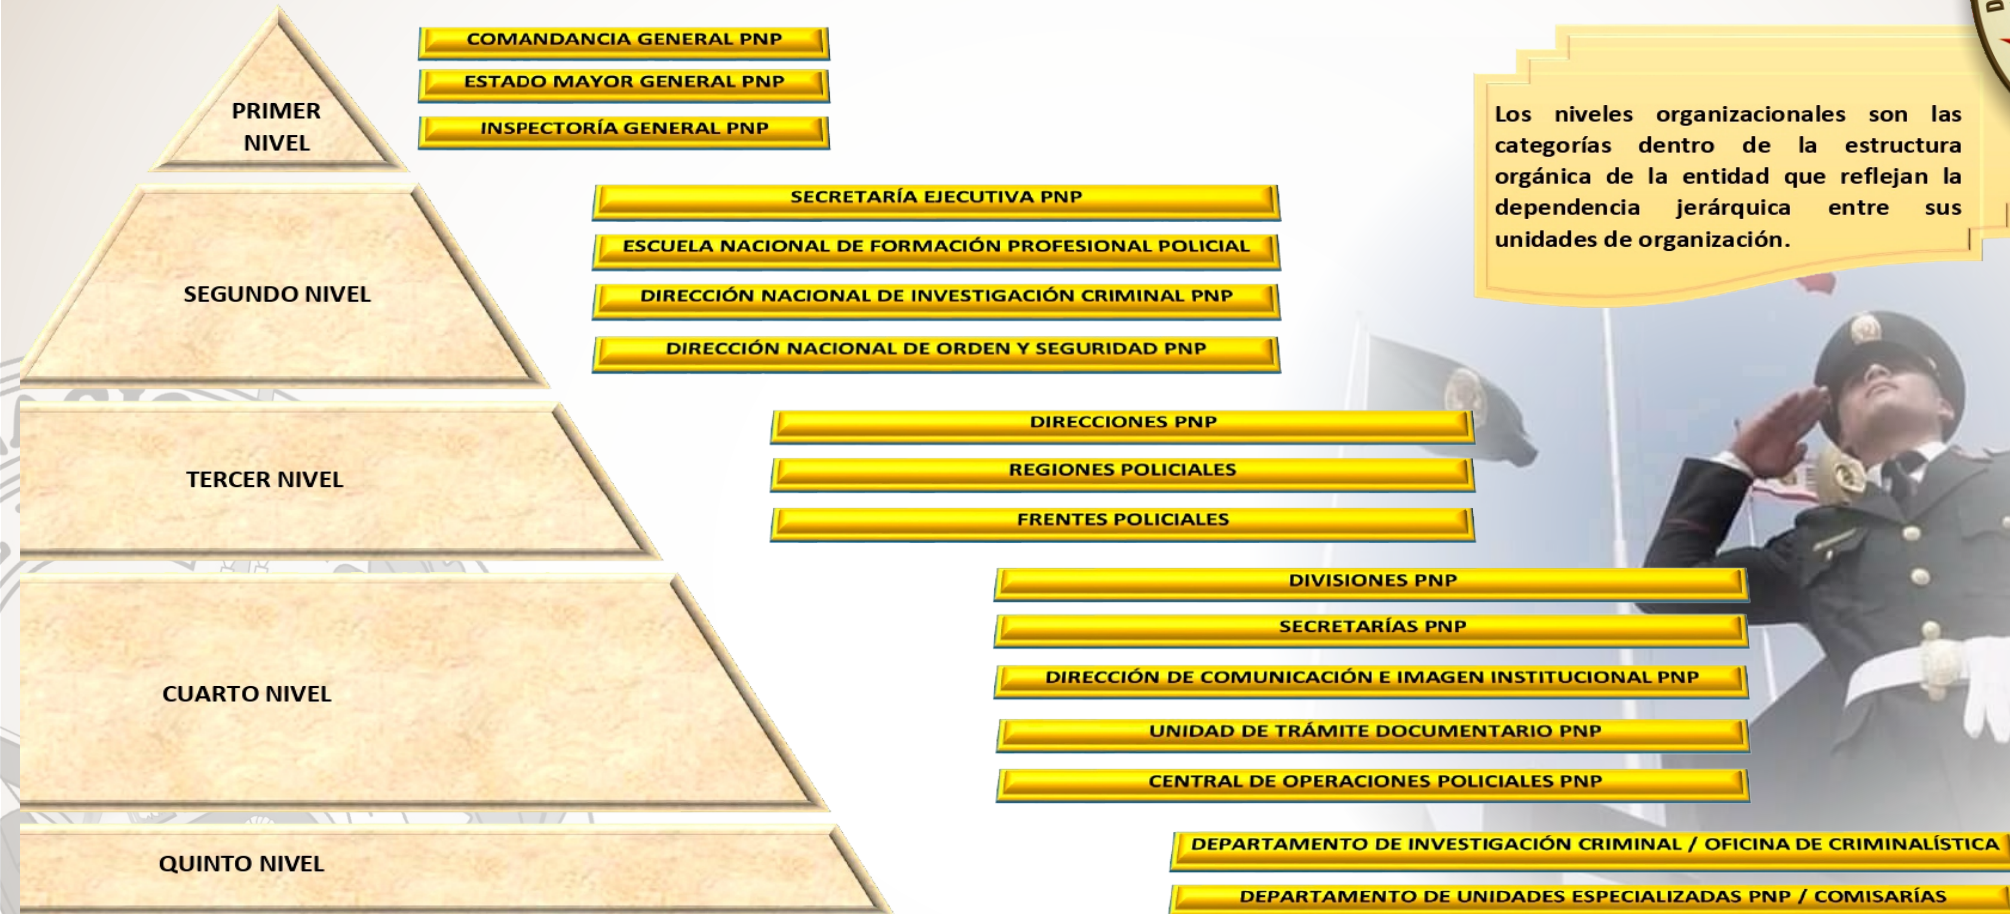 PRIMER
NIVEL
COMANDANCIA GENERAL PNP
ESTADO MAYOR GENERAL PNP
INSPECTORÍA GENERAL PNP
Los niveles organizacionales son las
categorías dentro de la estructura
orgánica de la entidad que reflejan la
dependencia jerárquica entre sus
unidades de organización.
SEGUNDO NIVEL
SECRETARÍA EJECUTIVA PNP
ESCUELA NACIONAL DE FORMACIÓN PROFESIONAL POLICIAL
DIRECCIÓN NACIONAL DE INVESTIGACIÓN CRIMINAL PNP
DIRECCIÓN NACIONAL DE ORDEN Y SEGURIDAD PNP
TERCER NIVEL
DIRECCIONES PNP
REGIONES POLICIALES
FRENTES POLICIALES
CUARTO NIVEL
DIVISIONES PNP
SECRETARÍAS PNP
DIRECCIÓN DE COMUNICACIÓN E IMAGEN INSTITUCIONAL PNP
UNIDAD DE TRÁMITE DOCUMENTARIO PNP
CENTRAL DE OPERACIONES POLICIALES PNP
QUINTO NIVEL
DEPARTAMENTO DE INVESTIGACIÓN CRIMINAL / OFICINA DE CRIMINALÍSTICA
DEPARTAMENTO DE UNIDADES ESPECIALIZADAS PNP / COMISARÍAS